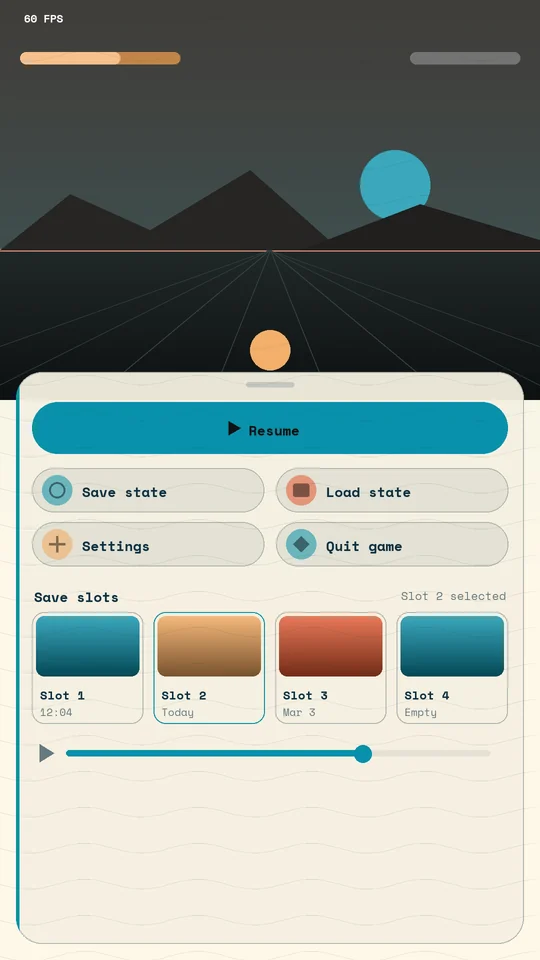 60 FPS
Resume
Save state
Load state
Settings
Quit game
Save slots
Slot 2 selected
Slot 1
12:04
Slot 2
Today
Slot 3
Mar 3
Slot 4
Empty